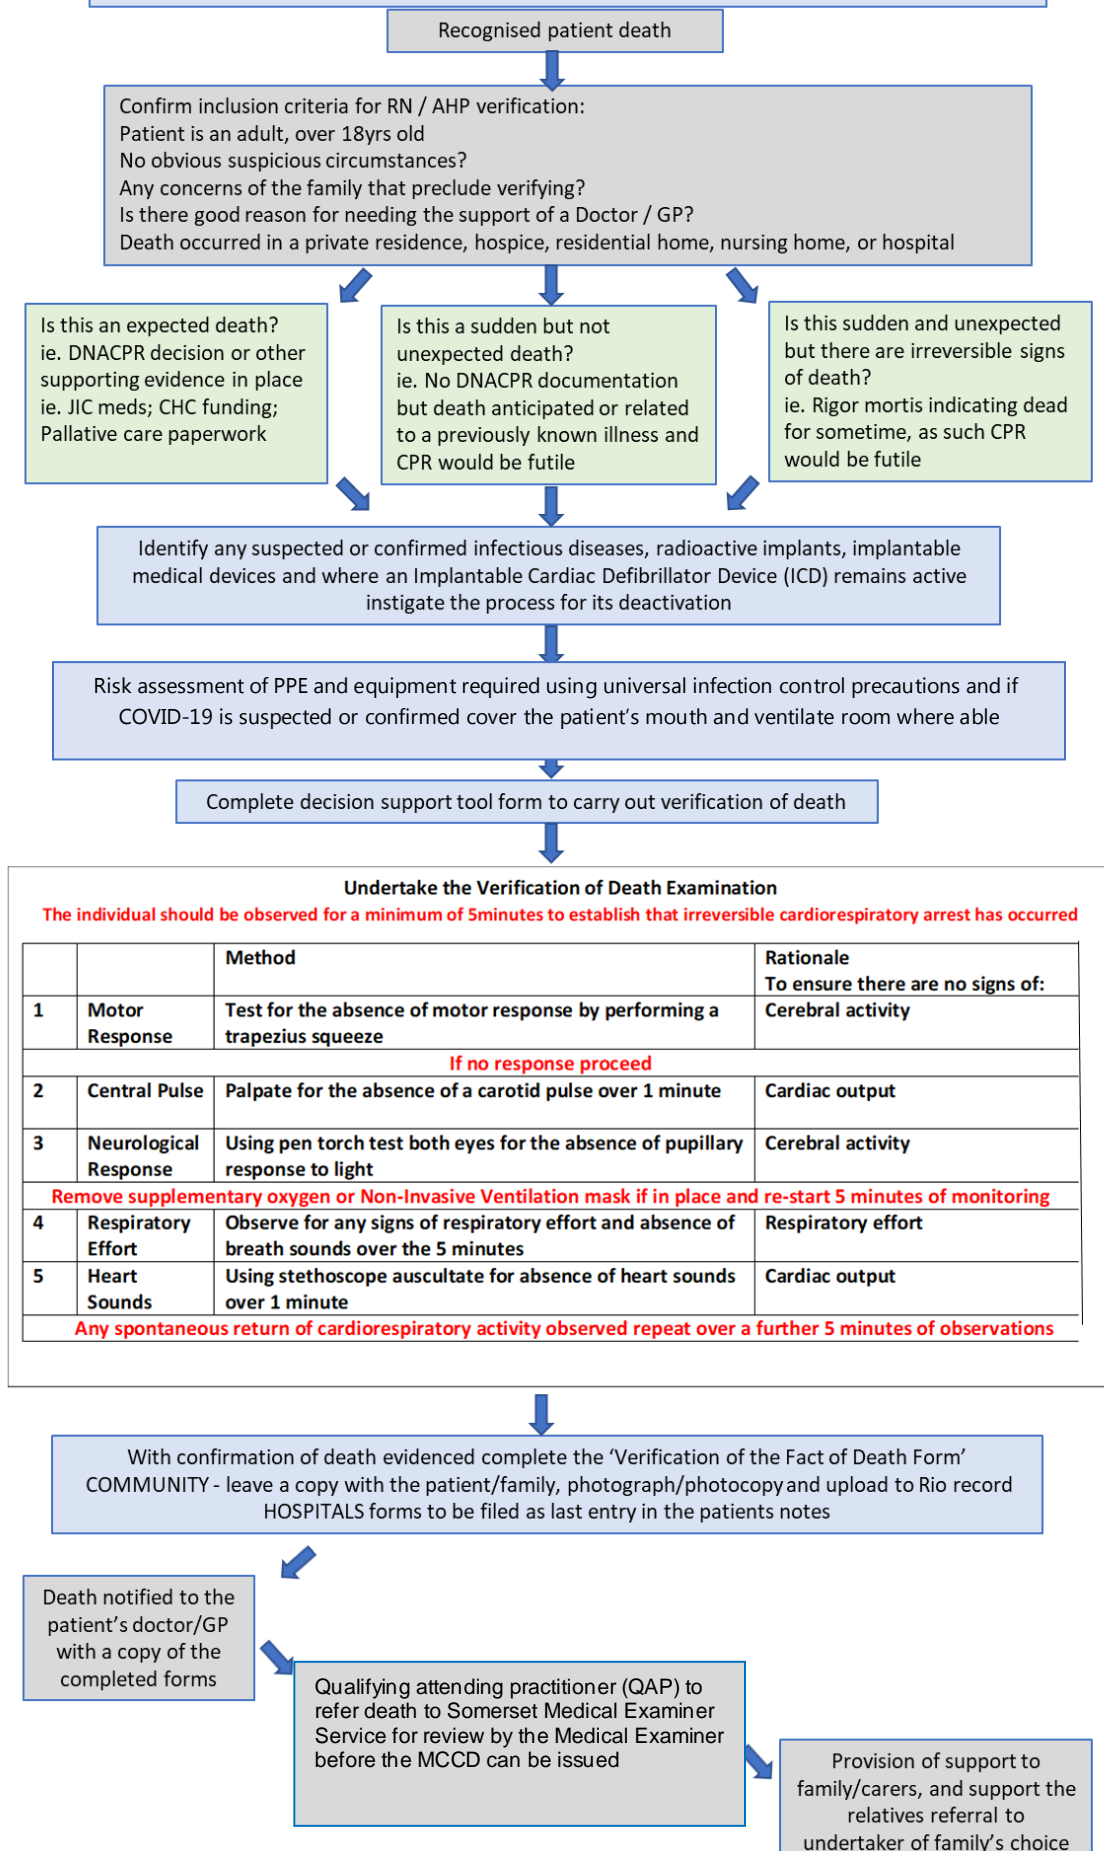 Recognised patient death
Confirm inclusion criteria for RN / AHP verification:
Patient is an adult, over 18yrs old
No obvious suspicious circumstances?
Any concerns of the family that preclude verifying?
Is there good reason for needing the support of a Doctor / GP?
Death occurred in a private residence, hospice, residential home, nursing home, or hospital
Is this an expected death?
ie. DNACPR decision or other
supporting evidence in place
ie. JIC meds; CHC funding;
Pallative care paperwork
Is this a sudden but not
unexpected death?
ie. No DNACPR documentation
but death anticipated or related
to a previously known illness and
CPR would be futile
Is this sudden and unexpected
but there are irreversible signs
of death?
ie. Rigor mortis indicating dead
for sometime, as such CPR
would be futile
Identify any suspected or confirmed infectious diseases, radioactive implants, implantable
medical devices and where an Implantable Cardiac Defibrillator Device (ICD) remains active
instigate the process for its deactivation
Risk assessment of PPE and equipment required using universal infection control precautions and if
COVID-19 is suspected or confirmed cover the patient's mouth and ventilate room where able
Complete decision support tool form to carry out verification of death
Undertake the Verification of Death Examination
The individual should be observed for a minimum of 5minutes to establish that irreversible cardiorespiratory arrest has occurred
Method
Rationale
To ensure there are no signs of:
1
Motor
Response
Test for the absence of motor response by performing a
trapezius squeeze
Cerebral activity
If no response proceed
2
Central Pulse
Palpate for the absence of a carotid pulse over 1 minute
Cardiac output
3
Neurological
Response
Using pen torch test both eyes for the absence of pupillary
response to light
Cerebral activity
Remove supplementary oxygen or Non-Invasive Ventilation mask if in place and re-start 5 minutes of monitoring
4
Respiratory
Effort
Observe for any signs of respiratory effort and absence of
breath sounds over the 5 minutes
Respiratory effort
5
Heart
Sounds
Using stethoscope auscultate for absence of heart sounds
over 1 minute
Cardiac output
Any spontaneous return of cardiorespiratory activity observed repeat over a further 5 minutes of observations
With confirmation of death evidenced complete the ‘Verification of the Fact of Death Form’
COMMUNITY - leave a copy with the patient/family, photograph/photocopy and upload to Rio record
HOSPITALS forms to be filed as last entry in the patients notes
Death notified to the
patient's doctor/GP
with a copy of the
completed forms
Qualifying attending practitioner (QAP) to
refer death to Somerset Medical Examiner
Service for review by the Medical Examiner
before the MCCD can be issued
Provision of support to
family/carers, and support the
relatives referral to
undertaker of family's choice